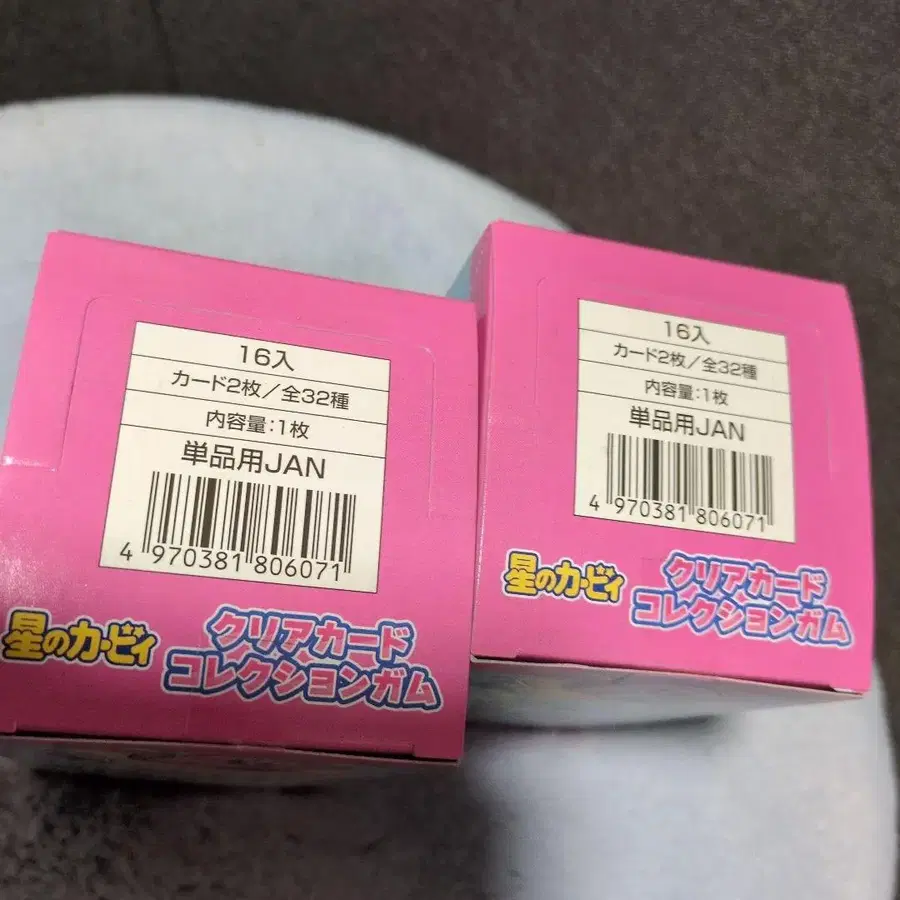 16入
カード2枚/全32種
内容量:1枚
単品用JAN
4 970381 806071
星のカービィ
クリアカード
コレクションガム
16入
カード2枚/全32種
内容量:1枚
単品用JAN
4 970381 806071
星のカービィ
クリアカード
コレクションガム